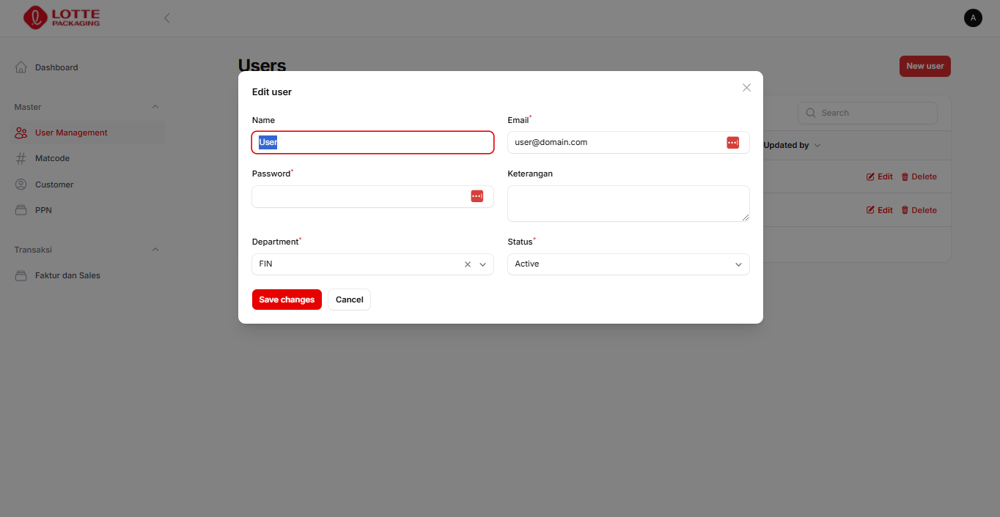 LOTTE
PACKAGING
A
Dashboard
Master
User Management
Matcode
Customer
PPN
Transaksi
Faktur dan Sales
Users
New user
Search
Updated by
Edit Delete
Edit Delete
Edit user
Name
Email*
User
user@domain.com
Password*
Keterangan
Department*
Status*
FIN
Active
Save changes
Cancel